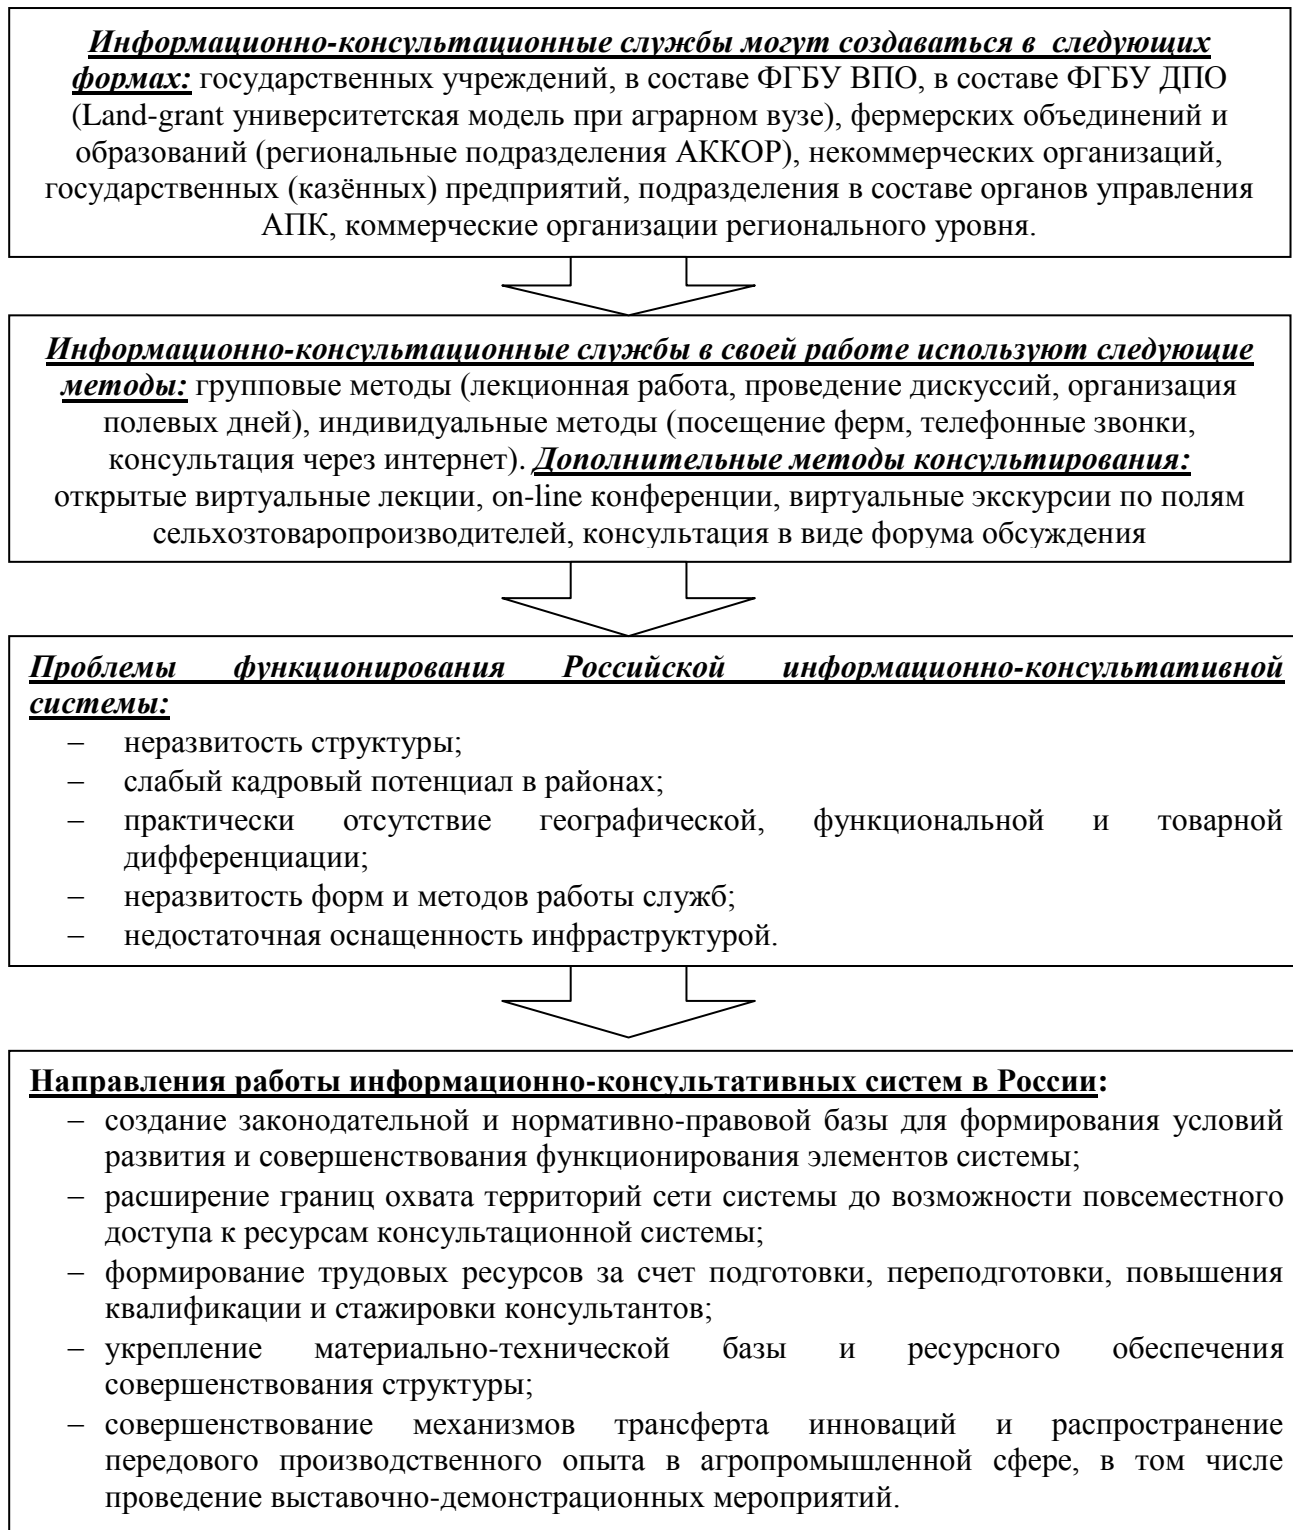 Информационно-консультационные службы могут создаваться в следующих
формах: государственных учреждений, в составе ФГБУ ВПО, в составе ФГБУ ДПО
(Land-grant университетская модель при аграрном вузе), фермерских объединений и
образований (региональные подразделения АККОР), некоммерческих организаций,
государственных (казённых) предприятий, подразделения в составе органов управления
АПК, коммерческие организации регионального уровня.
Информационно-консультационные службы в своей работе используют следующие
методы: групповые методы (лекционная работа, проведение дискуссий, организация
полевых дней), индивидуальные методы (посещение ферм, телефонные звонки,
консультация через интернет). Дополнительные методы консультирования:
открытые виртуальные лекции, on-line конференции, виртуальные экскурсии по полям
сельхозтоваропроизводителей, консультация в виде форума обсуждения
Проблемы функционирования Российской информационно-консультативной
системы:
– неразвитость структуры;
– слабый кадровый потенциал в районах;
– практически отсутствие географической, функциональной и товарной
дифференциации;
– неразвитость форм и методов работы служб;
– недостаточная оснащенность инфраструктурой.
Направления работы информационно-консультативных систем в России:
– создание законодательной и нормативно-правовой базы для формирования условий
развития и совершенствования функционирования элементов системы;
– расширение границ охвата территорий сети системы до возможности повсеместного
доступа к ресурсам консультационной системы;
– формирование трудовых ресурсов за счет подготовки, переподготовки, повышения
квалификации и стажировки консультантов;
– укрепление материально-технической базы и ресурсного обеспечения
совершенствования структуры;
– совершенствование механизмов трансферта инноваций и распространение
передового производственного опыта в агропромышленной сфере, в том числе
проведение выставочно-демонстрационных мероприятий.